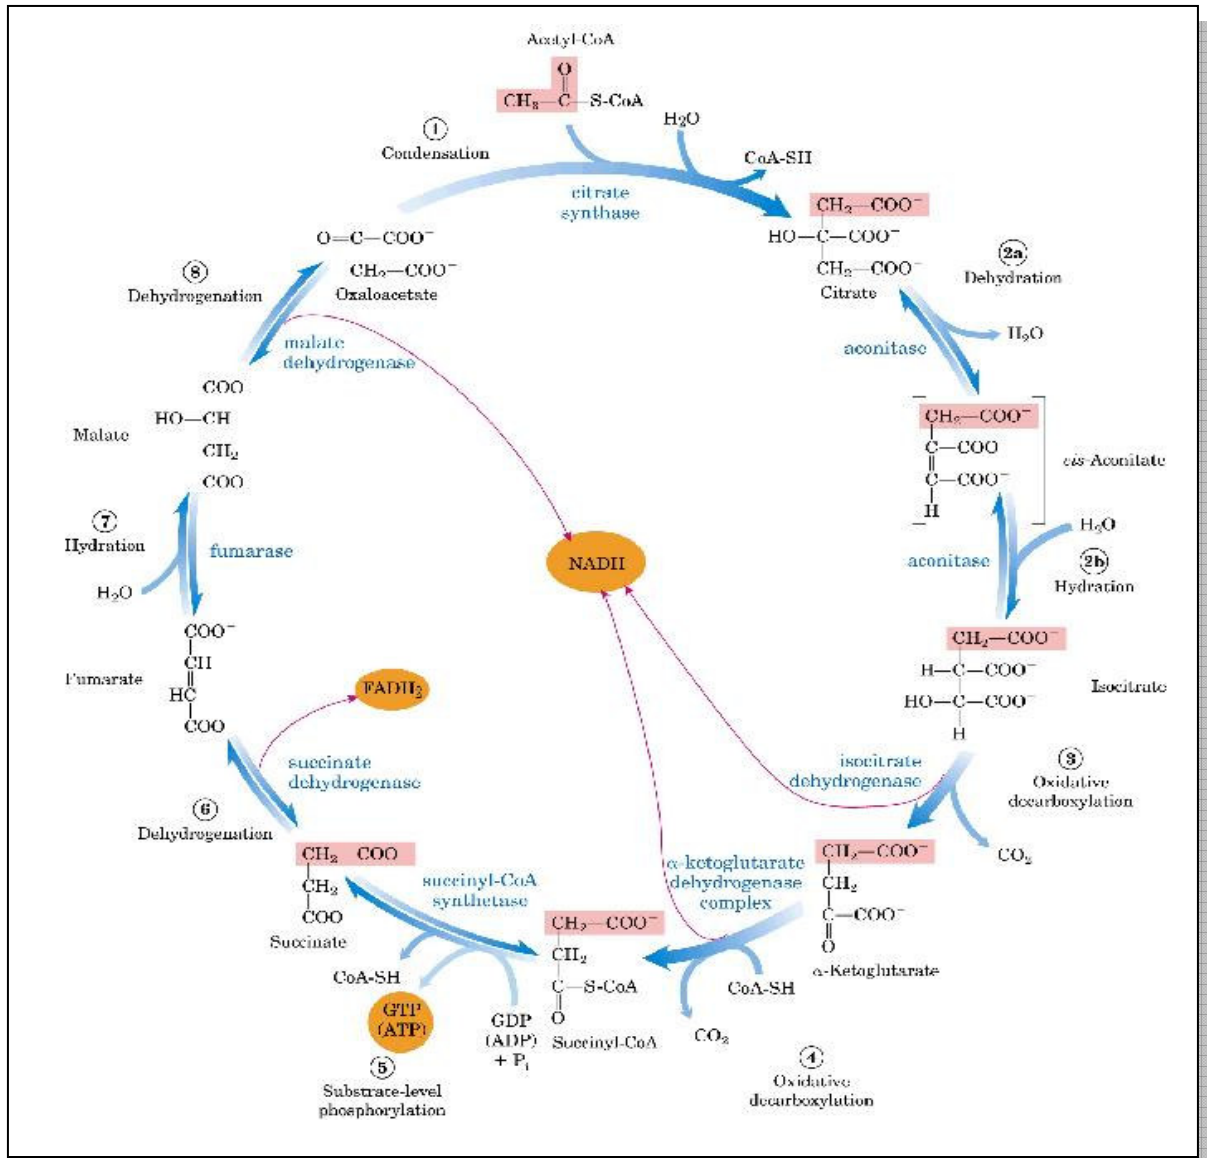 Acetyl-CoA
O
CH₃—C—S-CoA
H₂O
1
Condensation
CoA-SH
citrate
synthase
CH₂—COO⁻
HO—C—COO⁻
CH₂—COO⁻
Citrate
O=C—COO⁻
CH₂—COO⁻
Oxaloacetate
8
Dehydrogenation
2a
Dehydration
H₂O
aconitase
malate
dehydrogenase
COO
HO—CH
CH₂
COO
Malate
CH₂—COO⁻
C—COO
C—COO⁻
H
cis-Aconitate
7
Hydration
fumarase
H₂O
NADH
aconitase
H₂O
2b
Hydration
COO⁻
CH
HC
COO
Fumarate
FADH₂
CH₂—COO⁻
H—C—COO⁻
HO—C—COO⁻
H
Isocitrate
succinate
dehydrogenase
6
Dehydrogenation
isocitrate
dehydrogenase
3
Oxidative
decarboxylation
CO₂
CH₂ COO
CH₂
COO
Succinate
succinyl-CoA
synthetase
α-ketoglutarate
dehydrogenase
complex
CH₂—COO⁻
CH₂
C—COO⁻
O
α-Ketoglutarate
CH₂—COO⁻
CH₂
C—S-CoA
O
Succinyl-CoA
CoA-SH
GTP
(ATP)
GDP
(ADP)
+ Pᵢ
CoA-SH
CO₂
5
Substrate-level
phosphorylation
4
Oxidative
decarboxylation